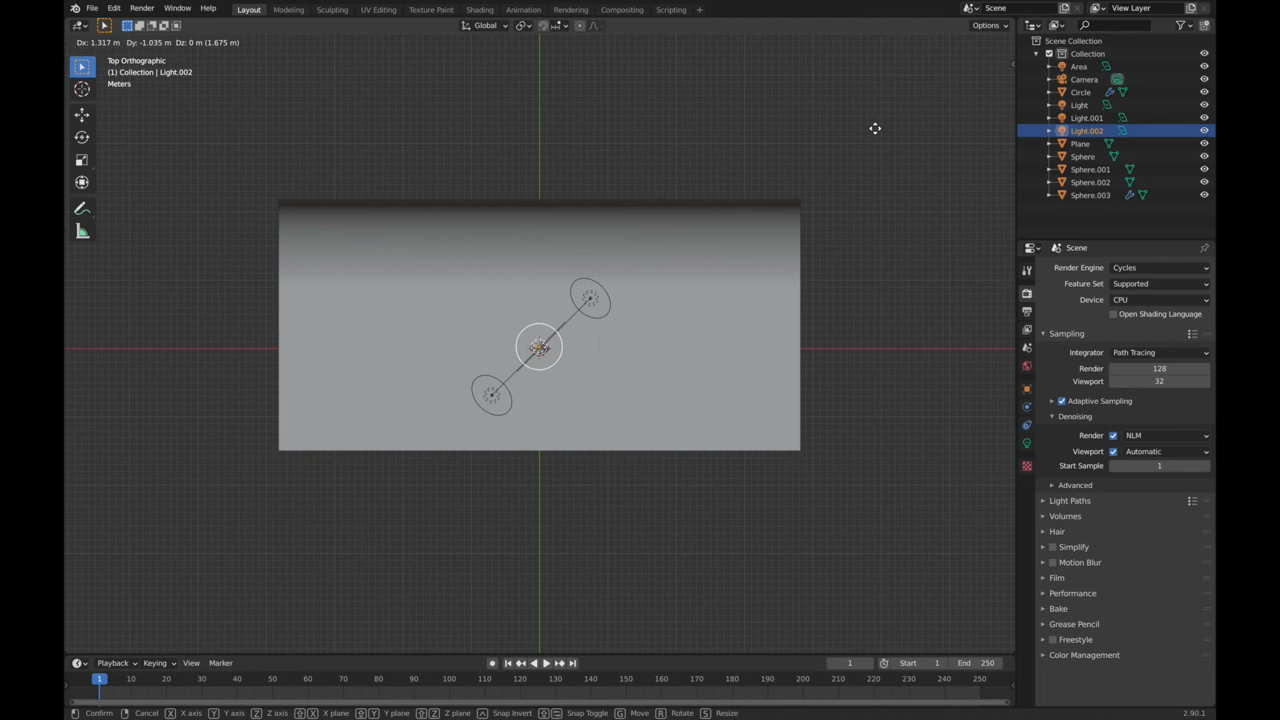 File Edit Render Window Help Layout Modeling Sculpting UV Editing Texture Paint Shading Animation Rendering Compositing Scripting + Scene View Layer
Global Options
Dx: 1.317 m Dy: -1.035 m Dz: 0 m (1.675 m)
Top Orthographic
(1) Collection | Light.002
Meters
Scene Collection
Collection
Area
Camera
Circle
Light
Light.001
Light.002
Plane
Sphere
Sphere.001
Sphere.002
Sphere.003
Scene
Render Engine Cycles
Feature Set Supported
Device CPU
Open Shading Language
Sampling
Integrator Path Tracing
Render 128
Viewport 32
Adaptive Sampling
Denoising
Render NLM
Viewport Automatic
Start Sample 1
Advanced
Light Paths
Volumes
Hair
Simplify
Motion Blur
Film
Performance
Bake
Grease Pencil
Freestyle
Color Management
Playback Keying View Marker 1 Start 1 End 250
1 10 20 30 40 50 60 70 80 90 100 110 120 130 140 150 160 170 180 190 200 210 220 230 240 250
Confirm Cancel X X axis Y Y axis Z Z axis X X plane Y Y plane Z Z plane Snap Invert Snap Toggle G Move R Rotate S Resize 2.90.1